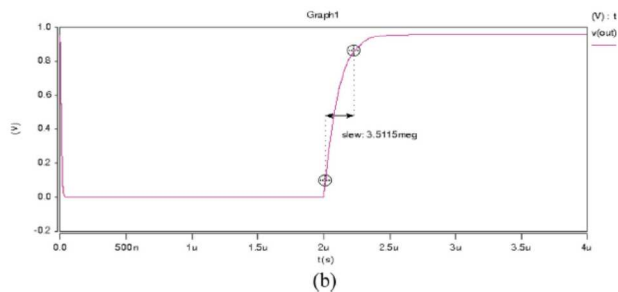 Graph1
(V) : t
v(out)
1.0
0.8
0.6
0.4
0.2
0.0
-0.2
(V)
slew: 3.5115meg
0.0
500n
1u
1.5u
2u
2.5u
3u
3.5u
4u
t(s)
(b)